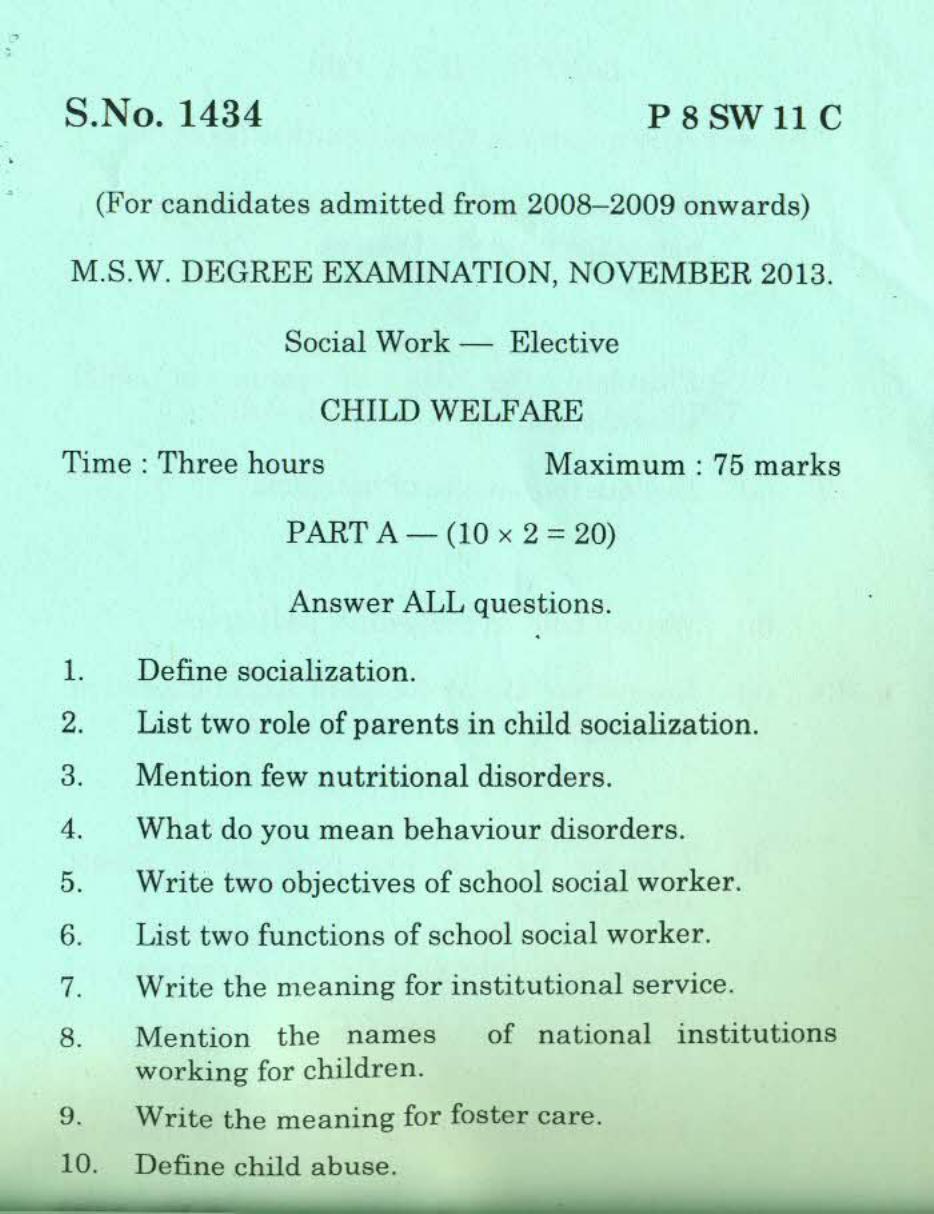 S.No. 1434 P 8 SW 11 C
(For candidates admitted from 2008–2009 onwards)
M.S.W. DEGREE EXAMINATION, NOVEMBER 2013.
Social Work — Elective
CHILD WELFARE
Time : Three hours Maximum : 75 marks
PART A — (10 × 2 = 20)
Answer ALL questions.
1. Define socialization.
2. List two role of parents in child socialization.
3. Mention few nutritional disorders.
4. What do you mean behaviour disorders.
5. Write two objectives of school social worker.
6. List two functions of school social worker.
7. Write the meaning for institutional service.
8. Mention the names of national institutions
working for children.
9. Write the meaning for foster care.
10. Define child abuse.